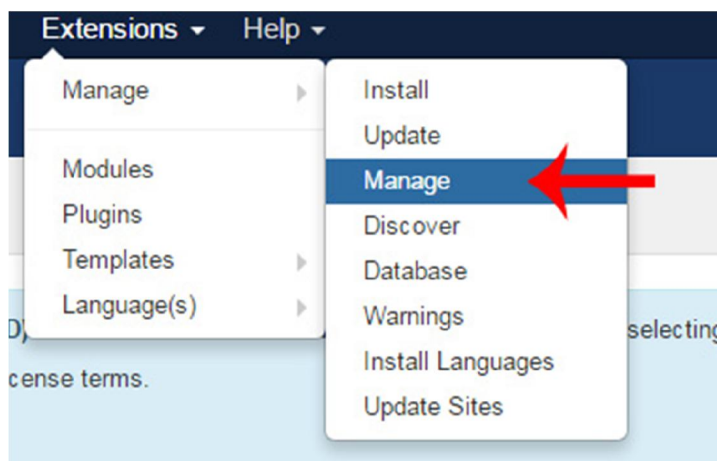 Extensions Help
Manage
Modules
Plugins
Templates
Language(s)
Install
Update
Manage
Discover
Database
Warnings
Install Languages
Update Sites
selecting
cense terms.